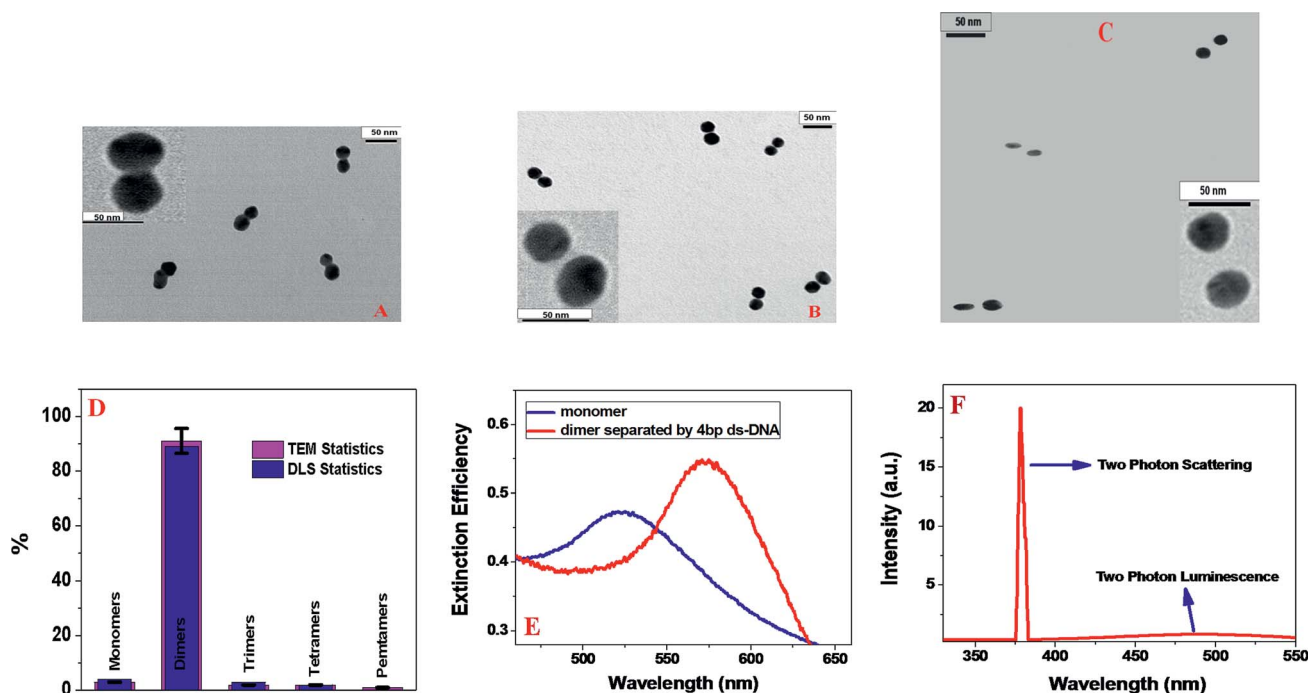 50 nm
50 nm
A
50 nm
50 nm
B
50 nm
C
50 nm
D
%
100
80
60
40
20
0
TEM Statistics
DLS Statistics
Monomers
Dimers
Trimers
Tetramers
Pemtamers
E
Extinction Efficiency
0.6
0.5
0.4
0.3
monomer
dimer separated by 4bp ds-DNA
500
550
600
650
Wavelength (nm)
F
Intensity (a.u.)
20
15
10
5
Two Photon Scattering
Two Photon Luminescence
350
400
450
500
550
Wavelength (nm)